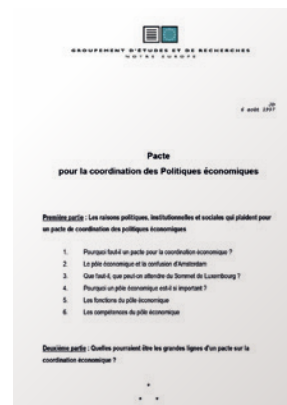 GROUPEMENT D'ÉTUDES ET DE RECHERCHES
NOTRE EUROPE
JD
6 août 1997
Pacte
pour la coordination des Politiques économiques
Première partie : Les raisons politiques, institutionnelles et sociales qui plaident pour
un pacte de coordination des politiques économiques
1. Pourquoi faut-il un pacte pour la coordination économique ?
2. Le pôle économique et la confusion d'Amsterdam
3. Que faut-il, que peut-on attendre du Sommet de Luxembourg ?
4. Pourquoi un pôle économique est-il si important ?
5. Les fonctions du pôle économique
6. Les compétences du pôle économique
Deuxième partie : Quelles pourraient être les grandes lignes d'un pacte sur la
coordination économique ?
*
* *